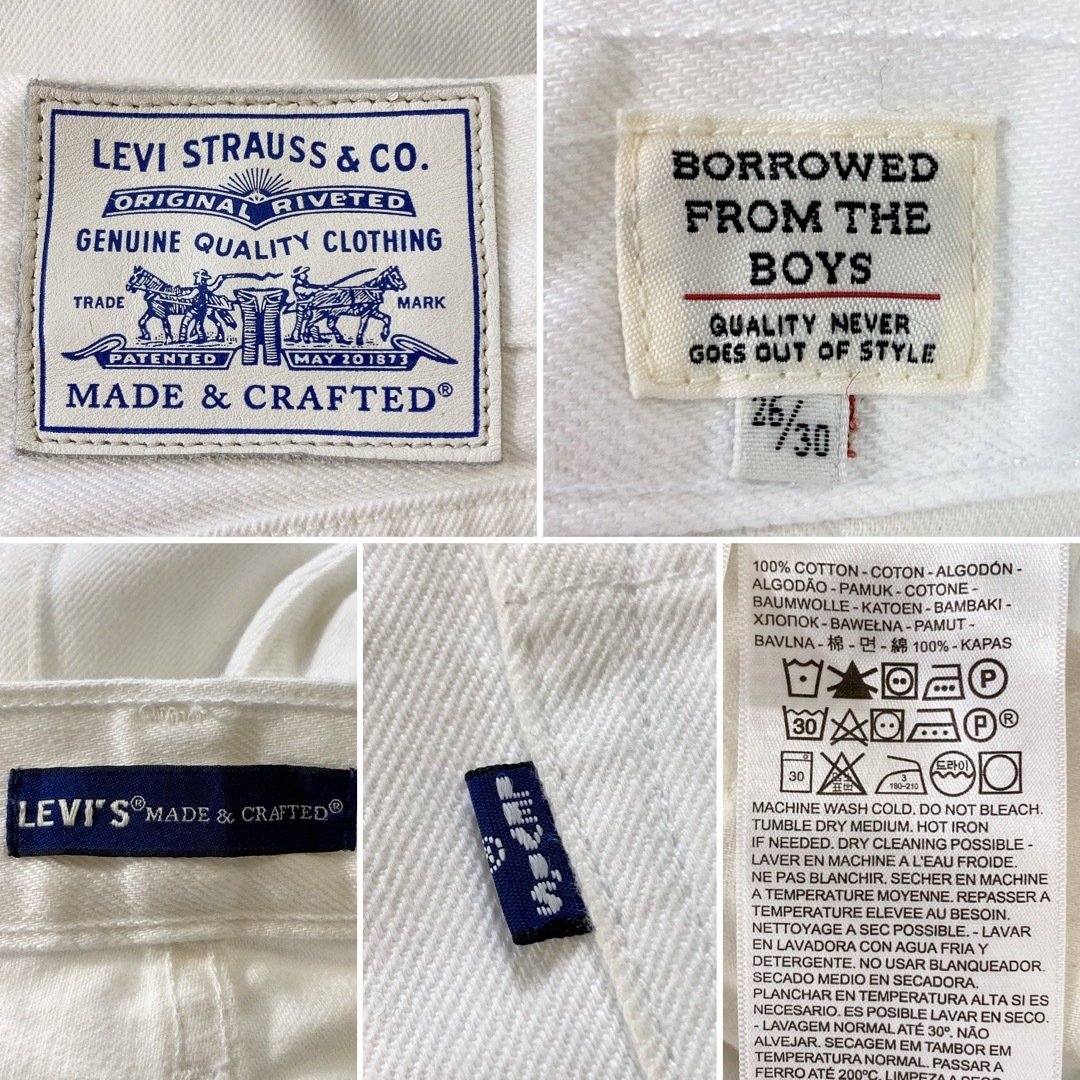 LEVI STRAUSS & CO.
ORIGINAL RIVETED
GENUINE QUALITY CLOTHING
TRADE MARK
PATENTED MAY 20 1873
MADE & CRAFTED®
BORROWED
FROM THE
BOYS
QUALITY NEVER
GOES OUT OF STYLE
26/30
LEVI'S® MADE & CRAFTED®
LEVI'S
®
100% COTTON - COTON - ALGODÓN -
ALGODÃO - PAMUK - COTONE -
BAUMWOLLE - KATOEN - BAMBAKI -
ХЛОПОК - BAWEŁNA - PAMUT -
BAVLNA - 棉 - 면 - 綿 100% - KAPAS
P
30 P®
30 3 180-210 드라이
MACHINE WASH COLD. DO NOT BLEACH.
TUMBLE DRY MEDIUM. HOT IRON
IF NEEDED. DRY CLEANING POSSIBLE -
LAVER EN MACHINE A L'EAU FROIDE.
NE PAS BLANCHIR. SECHER EN MACHINE
A TEMPERATURE MOYENNE. REPASSER A
TEMPERATURE ELEVEE AU BESOIN.
NETTOYAGE A SEC POSSIBLE. - LAVAR
EN LAVADORA CON AGUA FRIA Y
DETERGENTE. NO USAR BLANQUEADOR.
SECADO MEDIO EN SECADORA.
PLANCHAR EN TEMPERATURA ALTA SI ES
NECESARIO. ES POSIBLE LAVAR EN SECO.
- LAVAGEM NORMAL ATÉ 30º. NÃO
ALVEJAR. SECAGEM EM TAMBOR EM
TEMPERATURA NORMAL. PASSAR A
FERRO ATÉ 200ºC. LIMPEZA A SECO